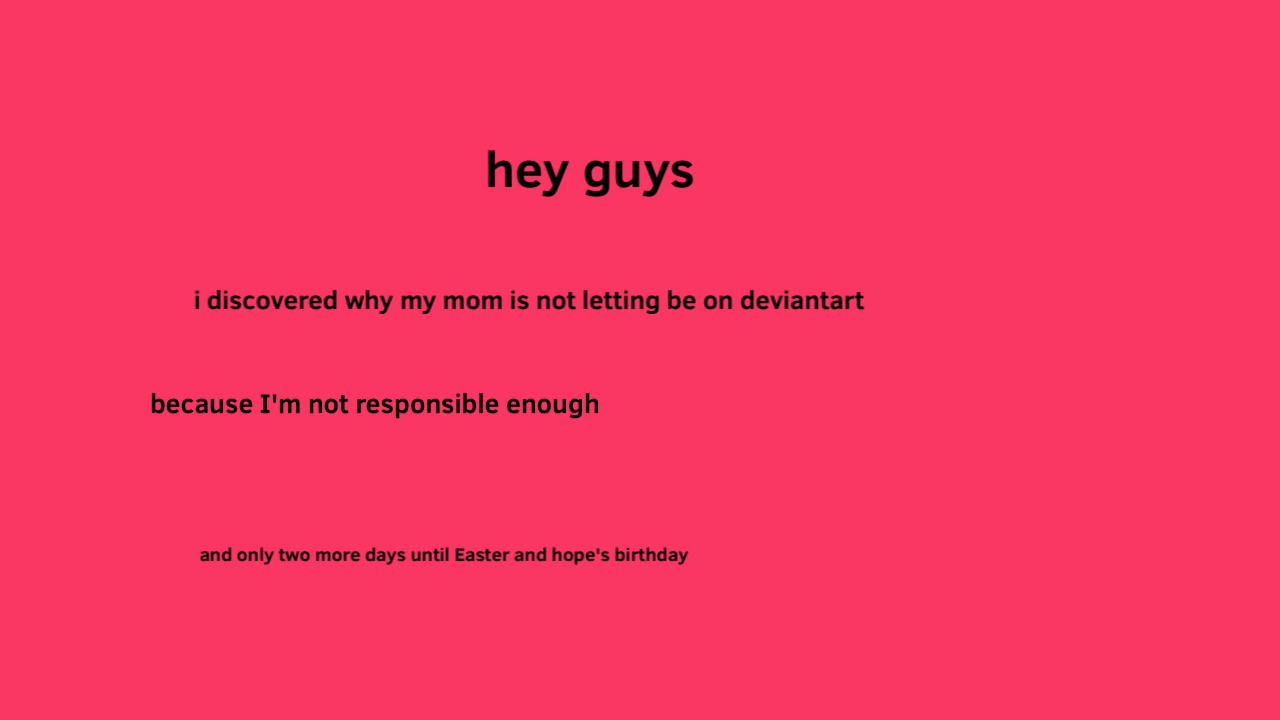 hey guys
i discovered why my mom is not letting be on deviantart
because I'm not responsible enough
and only two more days until Easter and hope's birthday